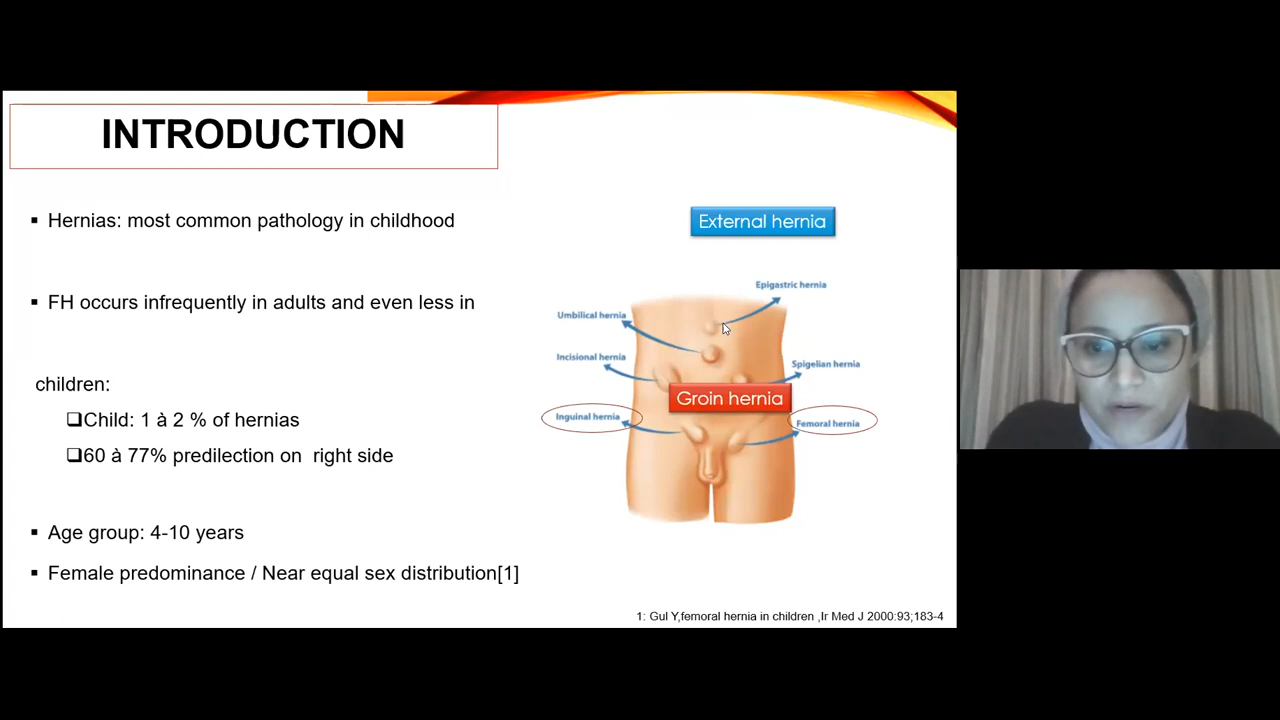 INTRODUCTION
▪ Hernias: most common pathology in childhood
▪ FH occurs infrequently in adults and even less in
children:
❑Child: 1 à 2 % of hernias
❑60 à 77% predilection on  right side
▪ Age group: 4-10 years
▪ Female predominance / Near equal sex distribution[1]
External hernia
Epigastric hernia
Umbilical hernia
Incisional hernia
Spigelian hernia
Groin hernia
Inguinal hernia
Femoral hernia
1: Gul Y,femoral hernia in children ,Ir Med J 2000:93;183-4